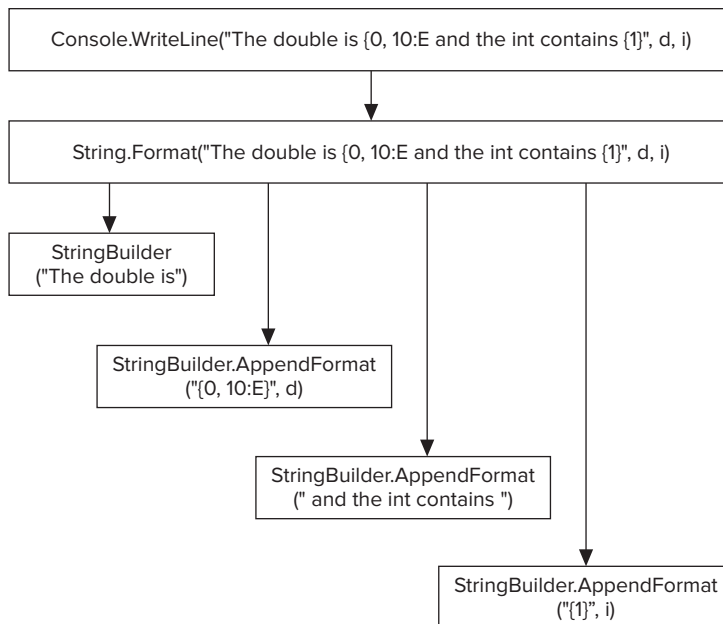 Console.WriteLine("The double is {0, 10:E and the int contains {1}", d, i)
String.Format("The double is {0, 10:E and the int contains {1}", d, i)
StringBuilder
("The double is")
StringBuilder.AppendFormat
("{0, 10:E}", d)
StringBuilder.AppendFormat
(" and the int contains ")
StringBuilder.AppendFormat
("{1}”, i)